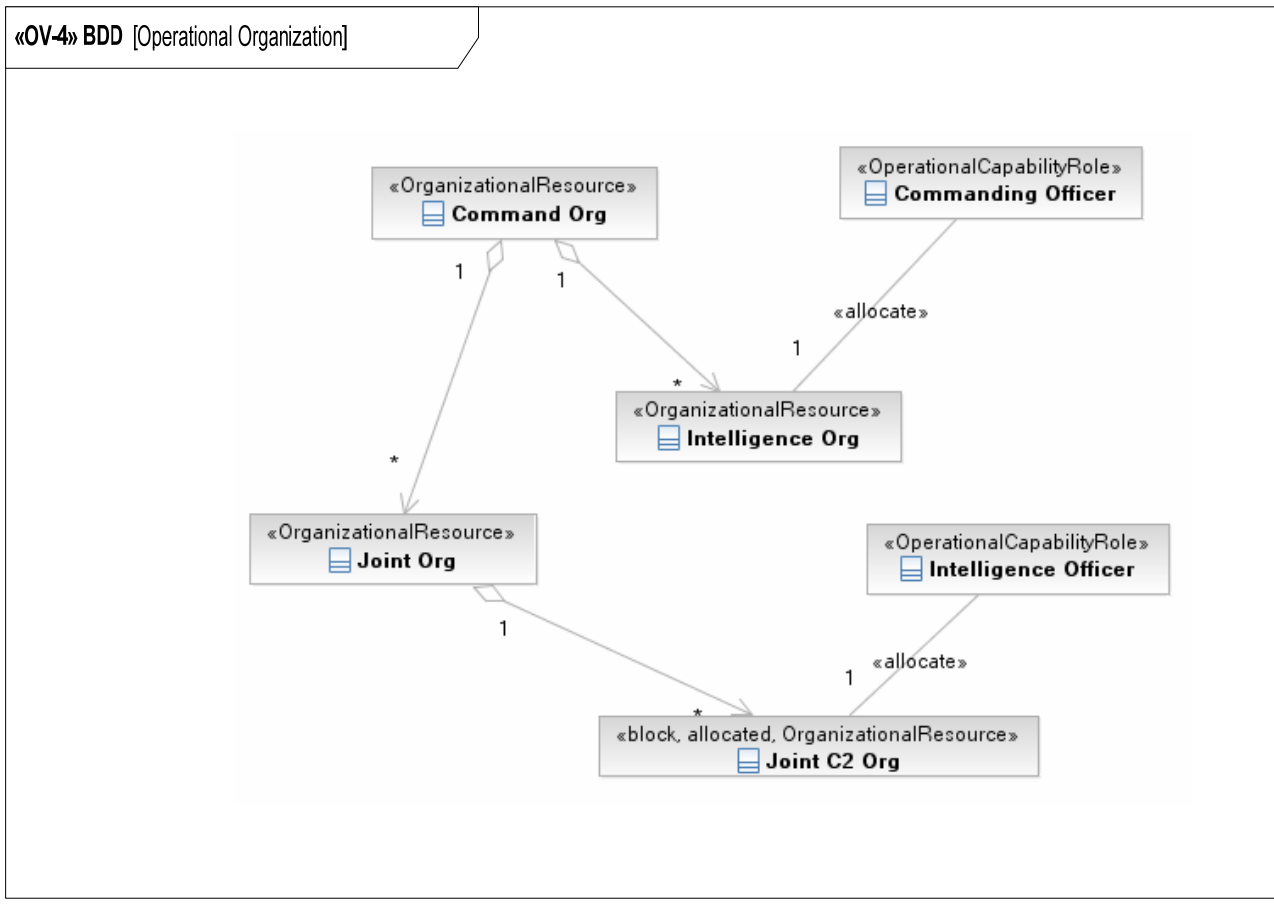 «OV-4» BDD [Operational Organization]
«OperationalCapabilityRole»
Commanding Officer
«OrganizationalResource»
Command Org
1
1
«allocate»
1
*
«OrganizationalResource»
Intelligence Org
*
«OrganizationalResource»
Joint Org
«OperationalCapabilityRole»
Intelligence Officer
1
«allocate»
1
*
«block, allocated, OrganizationalResource»
Joint C2 Org